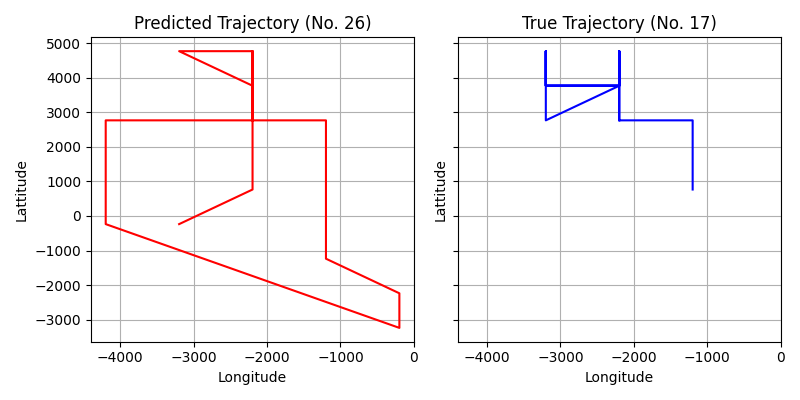 Predicted Trajectory (No. 26)
True Trajectory (No. 17)
5000
4000
3000
2000
1000
0
−1000
−2000
−3000
Lattitude
Lattitude
−4000 −3000 −2000 −1000 0
−4000 −3000 −2000 −1000 0
Longitude
Longitude